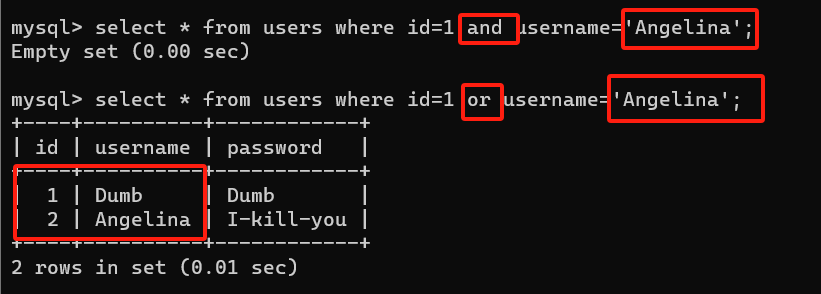 mysql> select * from users where id=1 and username='Angelina';
Empty set (0.00 sec)
mysql> select * from users where id=1 or username='Angelina';
+----+----------+------------+
| id | username | password   |
+----+----------+------------+
|  1 | Dumb     | Dumb       |
|  2 | Angelina | I-kill-you |
+----+----------+------------+
2 rows in set (0.01 sec)